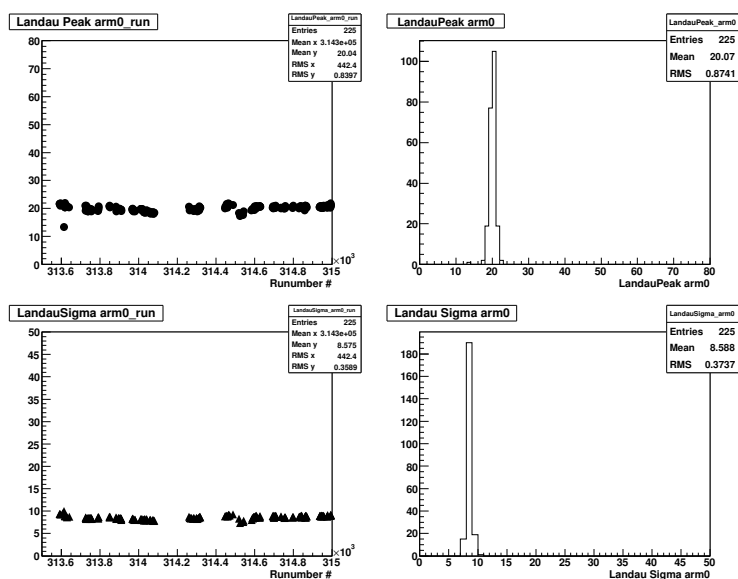 Landau Peak arm0_run
LandauPeak_arm0_run
Entries 225
Mean x 3.143e+05
Mean y 20.04
RMS x 442.4
RMS y 0.8397
80
70
60
50
40
30
20
10
0
313.6 313.8 314 314.2 314.4 314.6 314.8 315
×10³
Runumber #
LandauPeak arm0
LandauPeak_arm0
Entries 225
Mean 20.07
RMS 0.8741
100
80
60
40
20
0
0 10 20 30 40 50 60 70 80
LandauPeak arm0
LandauSigma arm0_run
LandauSigma_arm0_run
Entries 225
Mean x 3.143e+05
Mean y 8.575
RMS x 442.4
RMS y 0.3589
50
45
40
35
30
25
20
15
10
5
0
313.6 313.8 314 314.2 314.4 314.6 314.8 315
×10³
Runumber #
Landau Sigma arm0
LandauSigma_arm0
Entries 225
Mean 8.588
RMS 0.3737
180
160
140
120
100
80
60
40
20
0
0 5 10 15 20 25 30 35 40 45 50
Landau Sigma arm0